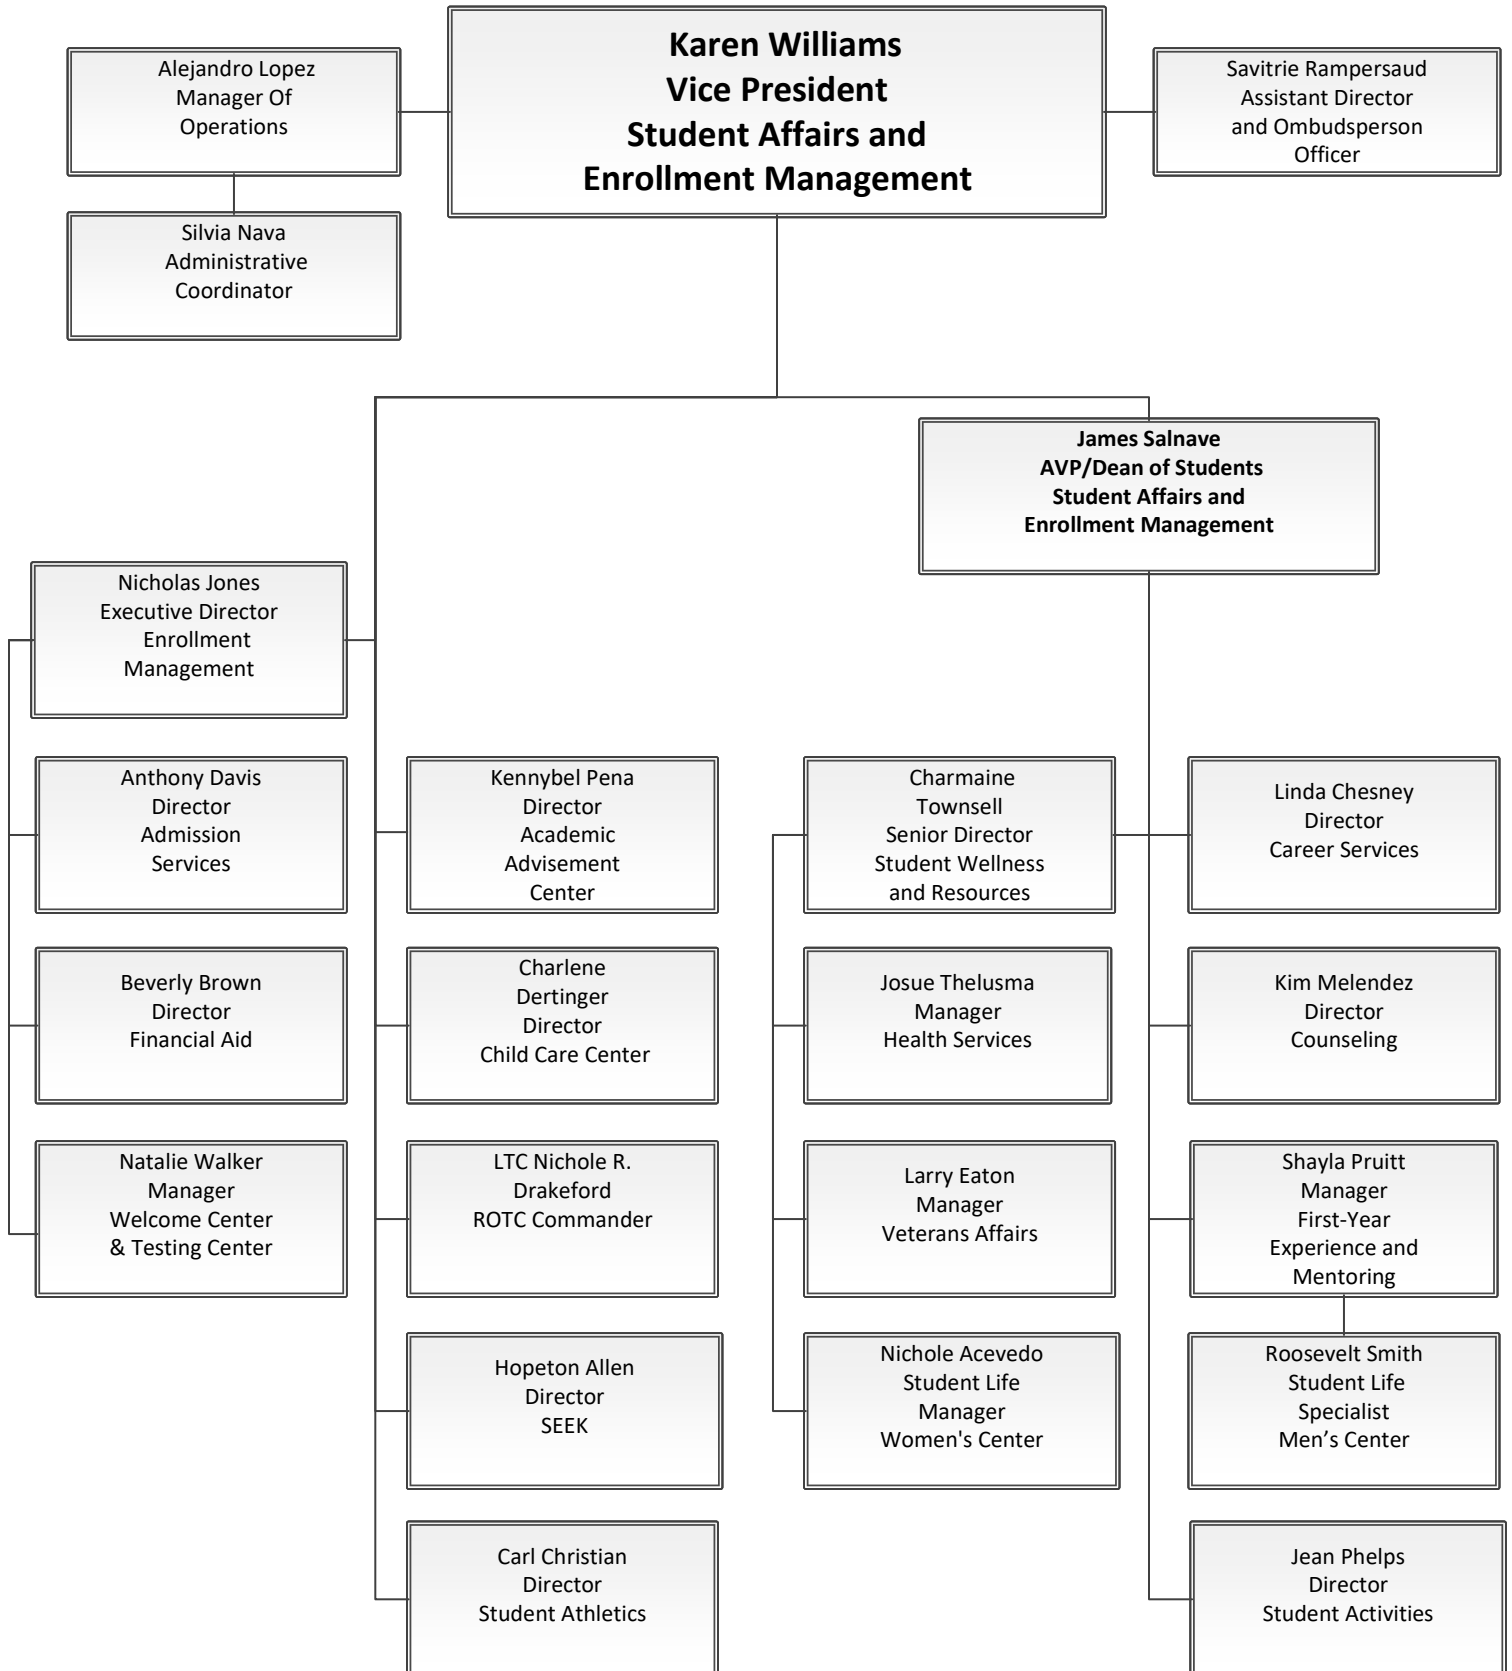 Karen Williams
Vice President
Student Affairs and
Enrollment Management
Alejandro Lopez
Manager Of
Operations
Savitrie Rampersaud
Assistant Director
and Ombudsperson
Officer
Silvia Nava
Administrative
Coordinator
James Salnave
AVP/Dean of Students
Student Affairs and
Enrollment Management
Nicholas Jones
Executive Director
Enrollment
Management
Anthony Davis
Director
Admission
Services
Kennybel Pena
Director
Academic
Advisement
Center
Charmaine
Townsell
Senior Director
Student Wellness
and Resources
Linda Chesney
Director
Career Services
Beverly Brown
Director
Financial Aid
Charlene
Dertinger
Director
Child Care Center
Josue Thelusma
Manager
Health Services
Kim Melendez
Director
Counseling
Natalie Walker
Manager
Welcome Center
& Testing Center
LTC Nichole R.
Drakeford
ROTC Commander
Larry Eaton
Manager
Veterans Affairs
Shayla Pruitt
Manager
First-Year
Experience and
Mentoring
Hopeton Allen
Director
SEEK
Nichole Acevedo
Student Life
Manager
Women's Center
Roosevelt Smith
Student Life
Specialist
Men’s Center
Carl Christian
Director
Student Athletics
Jean Phelps
Director
Student Activities